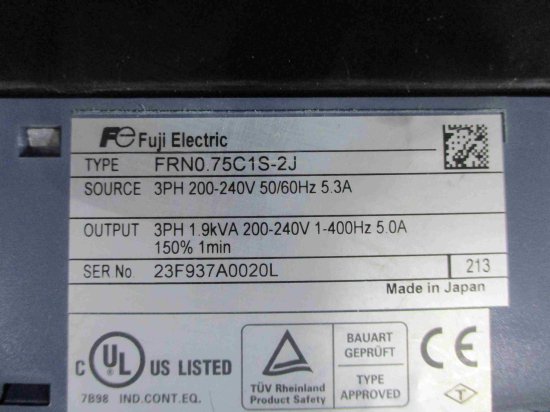 Fe Fuji Electric
TYPE FRN0.75C1S-2J
SOURCE 3PH 200-240V 50/60Hz 5.3A
OUTPUT 3PH 1.9kVA 200-240V 1-400Hz 5.0A
150% 1min
SER No 23F937A0020L 213
Made in Japan
C UL US LISTED
7B98 IND.CONT.EQ.
TÜV Rheinland
Product Safety
BAUART
GEPRÜFT
TYPE
APPROVED
CE
T